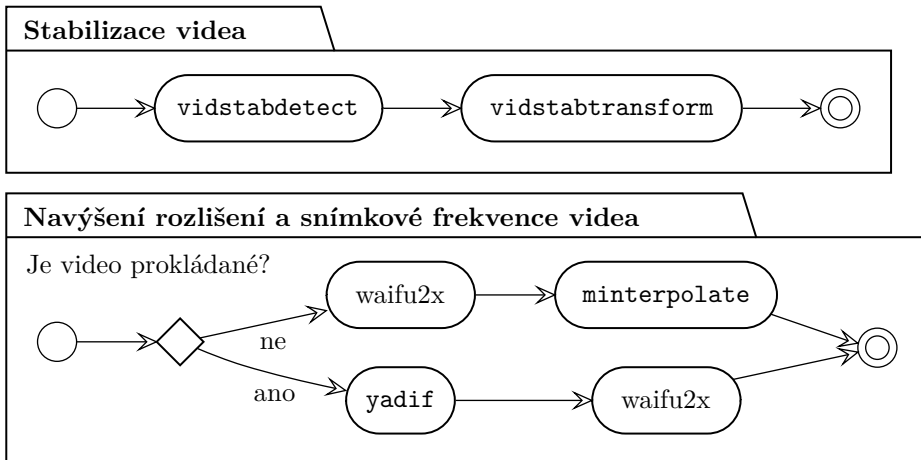 Stabilizace videa
vidstabdetect
vidstabtransform
Navýšení rozlišení a snímkové frekvence videa
Je video prokládané?
ne
waifu2x
minterpolate
ano
yadif
waifu2x